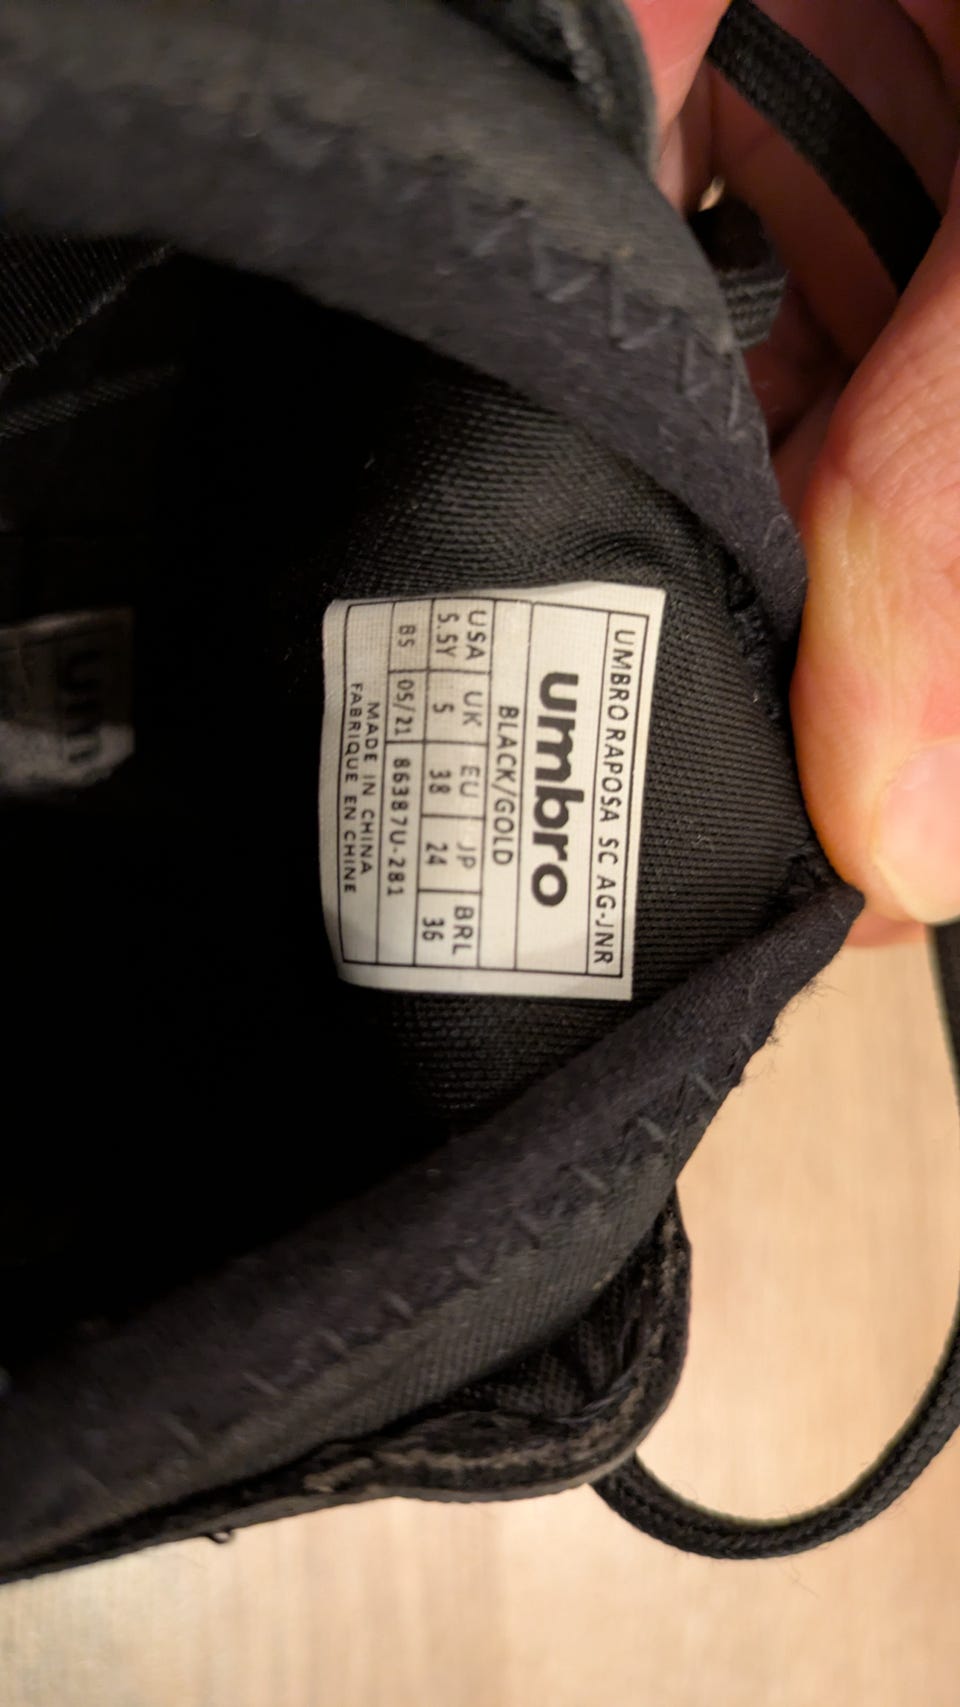 UMBRO RAPOSA SC AG-JNR
umbro
BLACK/GOLD
USA UK EU JP BRL
5.5Y 5 38 24 36
BS 05/21 86387U-281
MADE IN CHINA
FABRIQUE EN CHINE
um